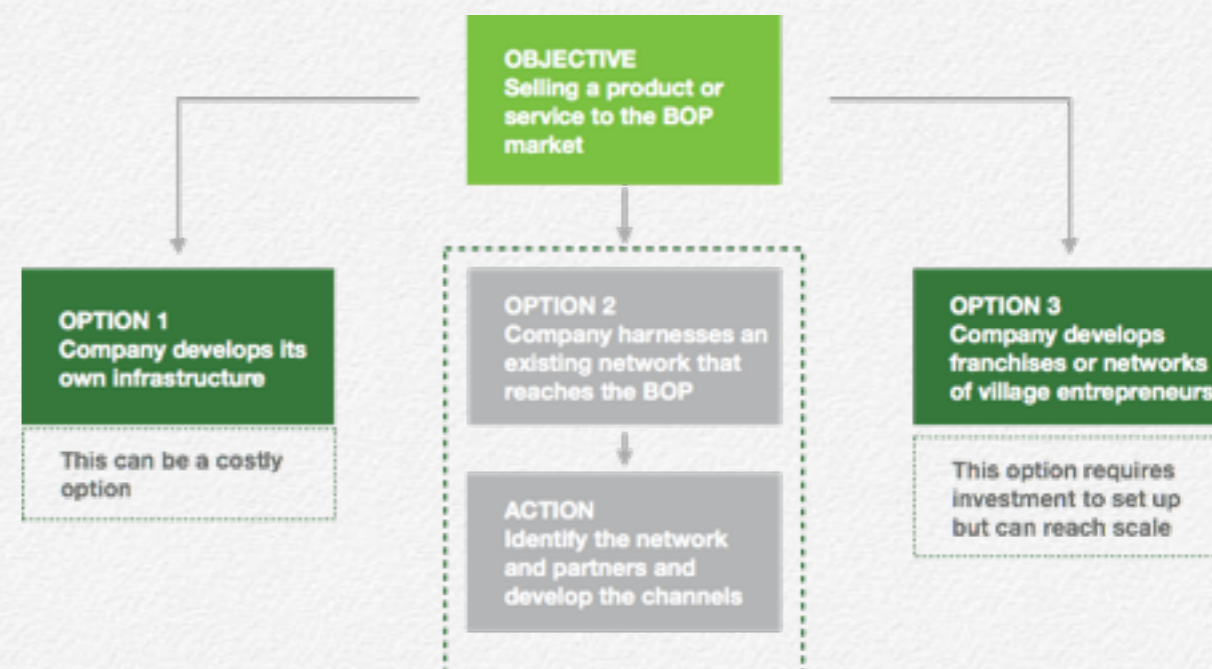 OBJECTIVE
Selling a product or
service to the BOP
market
OPTION 1
Company develops its
own infrastructure
This can be a costly
option
OPTION 2
Company harnesses an
existing network that
reaches the BOP
ACTION
Identify the network
and partners and
develop the channels
OPTION 3
Company develops
franchises or networks
of village entrepreneurs
This option requires
investment to set up
but can reach scale